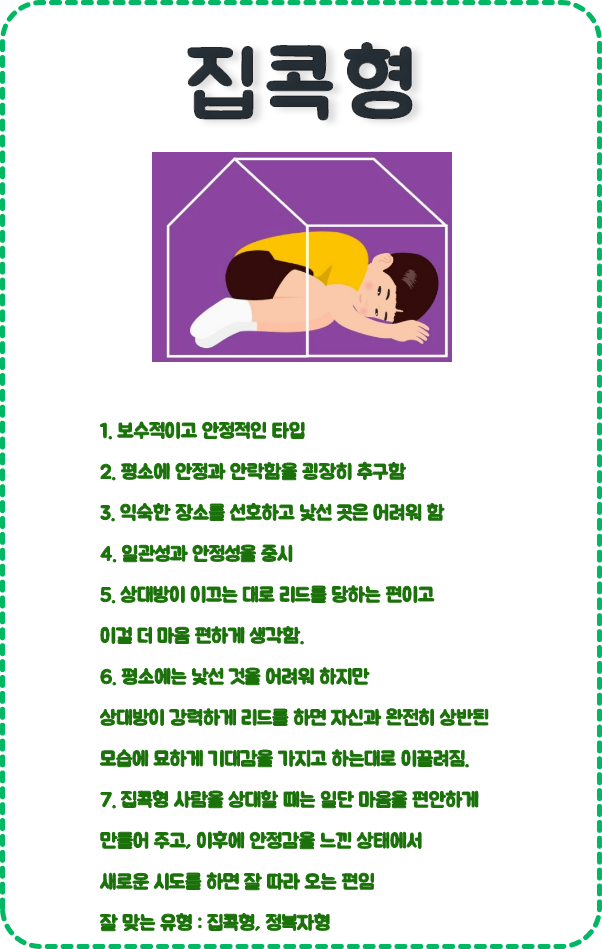 집콕형
1. 보수적이고 안정적인 타입
2. 평소에 안정과 안락함을 굉장히 추구함
3. 익숙한 장소를 선호하고 낯선 곳은 어려워 함
4. 일관성과 안정성을 중시
5. 상대방이 이끄는 대로 리드를 당하는 편이고
이걸 더 마음 편하게 생각함.
6. 평소에는 낯선 것을 어려워 하지만
상대방이 강력하게 리드를 하면 자신과 완전히 상반된
모습에 묘하게 기대감을 가지고 하는대로 이끌려짐.
7. 집콕형 사람을 상대할 때는 일단 마음을 편안하게
만들어 주고, 이후에 안정감을 느낀 상태에서
새로운 시도를 하면 잘 따라 오는 편임
잘 맞는 유형 : 집콕형, 정복자형